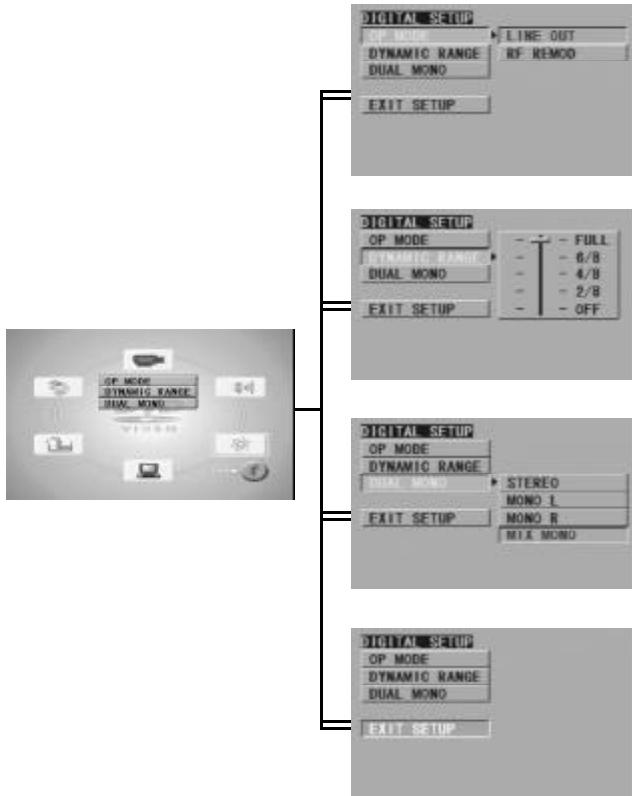 DIGITAL SETUP
OP MODE
LINE OUT
DYNAMIC RANGE
RF REMOD
DUAL MONO
EXIT SETUP
DIGITAL SETUP
OP MODE
FULL
DYNAMIC RANGE
6/8
DUAL MONO
4/8
2/8
EXIT SETUP
OFF
OP MODE
DYNAMIC RANGE
DUAL MONO
VIDEO
DIGITAL SETUP
OP MODE
DYNAMIC RANGE
DUAL MONO
STEREO
MONO L
EXIT SETUP
MONO R
MIX MONO
DIGITAL SETUP
OP MODE
DYNAMIC RANGE
DUAL MONO
EXIT SETUP